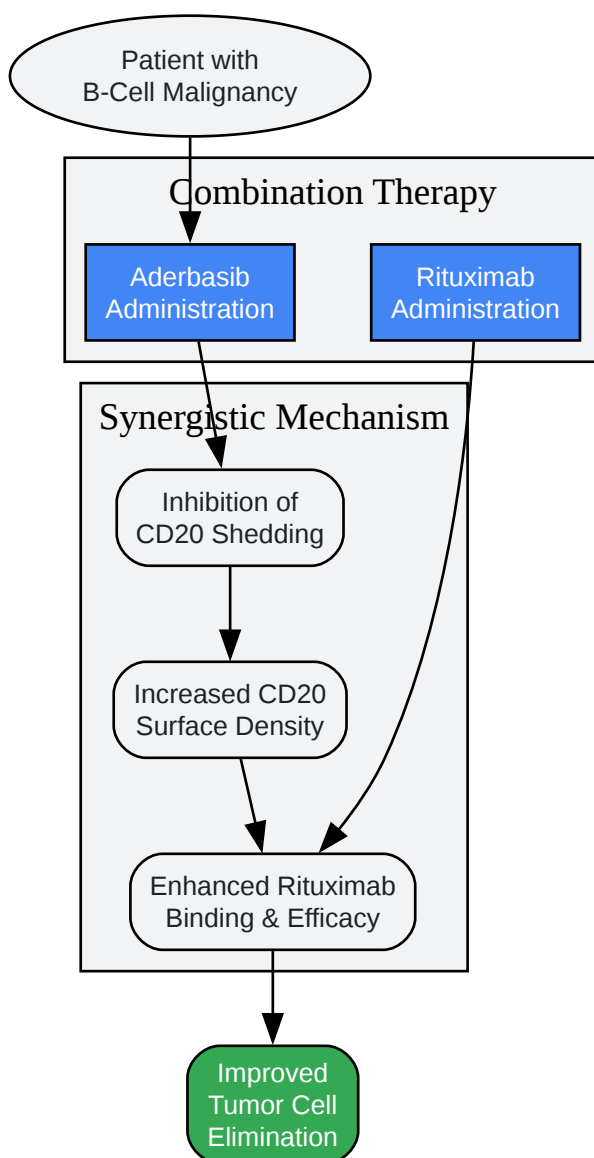 Patient with
B-Cell Malignancy
Combination Therapy
Aderbasib
Administration
Rituximab
Administration
Synergistic Mechanism
Inhibition of
CD20 Shedding
Increased CD20
Surface Density
Enhanced Rituximab
Binding & Efficacy
Improved
Tumor Cell
Elimination